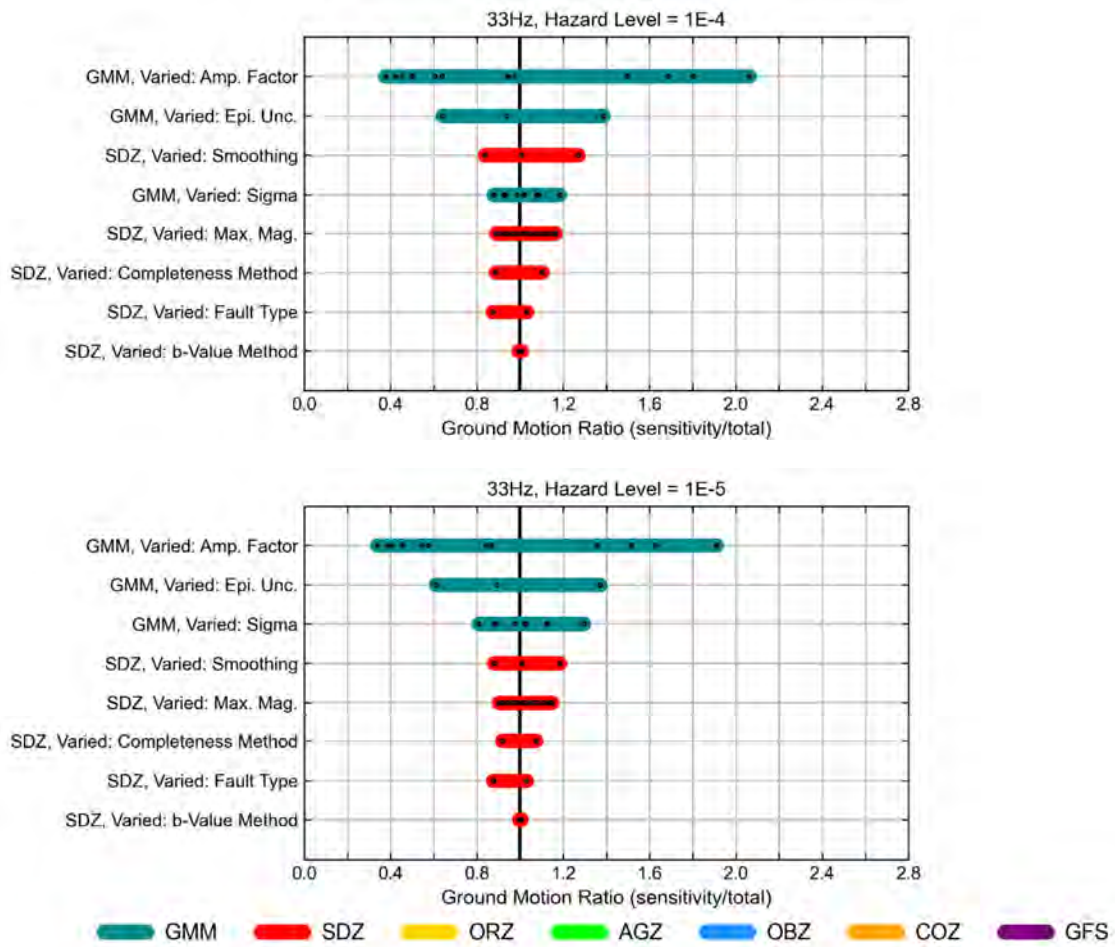 33Hz, Hazard Level = 1E-4
GMM, Varied: Amp. Factor
GMM, Varied: Epi. Unc.
SDZ, Varied: Smoothing
GMM, Varied: Sigma
SDZ, Varied: Max. Mag.
SDZ, Varied: Completeness Method
SDZ, Varied: Fault Type
SDZ, Varied: b-Value Method
0.0 0.4 0.8 1.2 1.6 2.0 2.4 2.8
Ground Motion Ratio (sensitivity/total)
33Hz, Hazard Level = 1E-5
GMM, Varied: Amp. Factor
GMM, Varied: Epi. Unc.
GMM, Varied: Sigma
SDZ, Varied: Smoothing
SDZ, Varied: Max. Mag.
SDZ, Varied: Completeness Method
SDZ, Varied: Fault Type
SDZ, Varied: b-Value Method
0.0 0.4 0.8 1.2 1.6 2.0 2.4 2.8
Ground Motion Ratio (sensitivity/total)
GMM SDZ ORZ AGZ OBZ COZ GFS